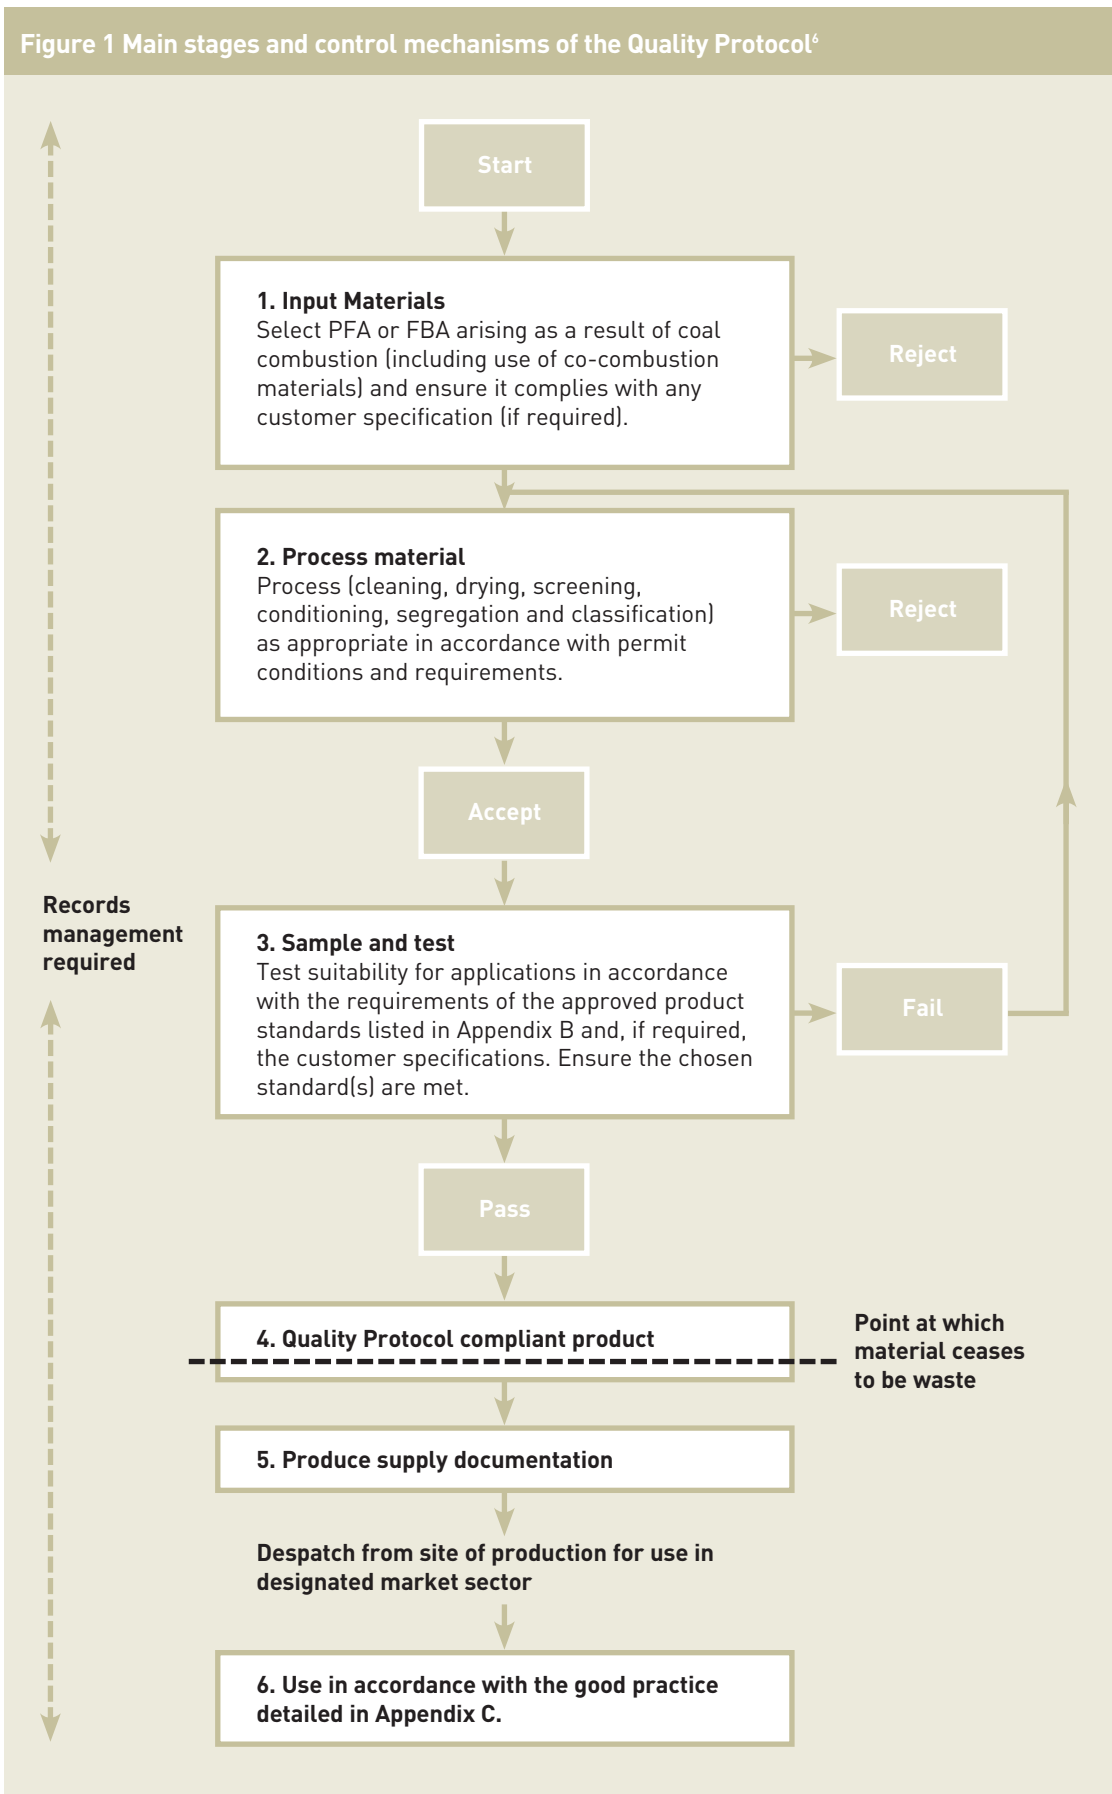 Figure 1 Main stages and control mechanisms of the Quality Protocol⁶
Start
1. Input Materials
Select PFA or FBA arising as a result of coal
combustion (including use of co-combustion
materials) and ensure it complies with any
customer specification (if required).
Reject
2. Process material
Process (cleaning, drying, screening,
conditioning, segregation and classification)
as appropriate in accordance with permit
conditions and requirements.
Reject
Accept
Records
management
required
3. Sample and test
Test suitability for applications in accordance
with the requirements of the approved product
standards listed in Appendix B and, if required,
the customer specifications. Ensure the chosen
standard(s) are met.
Fail
Pass
4. Quality Protocol compliant product
Point at which
material ceases
to be waste
5. Produce supply documentation
Despatch from site of production for use in
designated market sector
6. Use in accordance with the good practice
detailed in Appendix C.